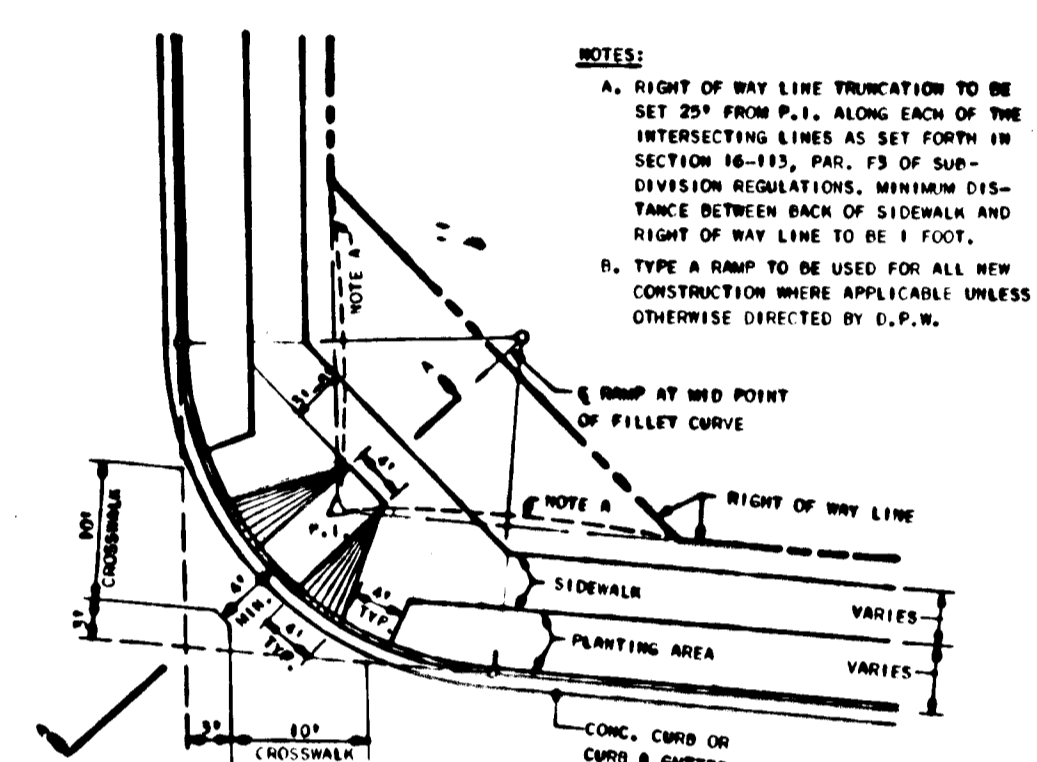 NOTES:
A. RIGHT OF WAY LINE TRUNCATION TO BE
SET 25' FROM P.I. ALONG EACH OF THE
INTERSECTING LINES AS SET FORTH IN
SECTION 16-113, PAR. F3 OF SUB-
DIVISION REGULATIONS. MINIMUM DIS-
TANCE BETWEEN BACK OF SIDEWALK AND
RIGHT OF WAY LINE TO BE 1 FOOT.
B. TYPE A RAMP TO BE USED FOR ALL NEW
CONSTRUCTION WHERE APPLICABLE UNLESS
OTHERWISE DIRECTED BY D.P.W.
NOTE A
A
℄ RAMP AT MID POINT
OF FILLET CURVE
4'
NOTE A
RIGHT OF WAY LINE
P.I.
10'
CROSSWALK
3'
4'
MIN.
4'
TYP.
4'
TYP.
SIDEWALK
VARIES
PLANTING AREA
VARIES
3'
10'
CROSSWALK
CONC. CURB OR
CURB & GUTTER